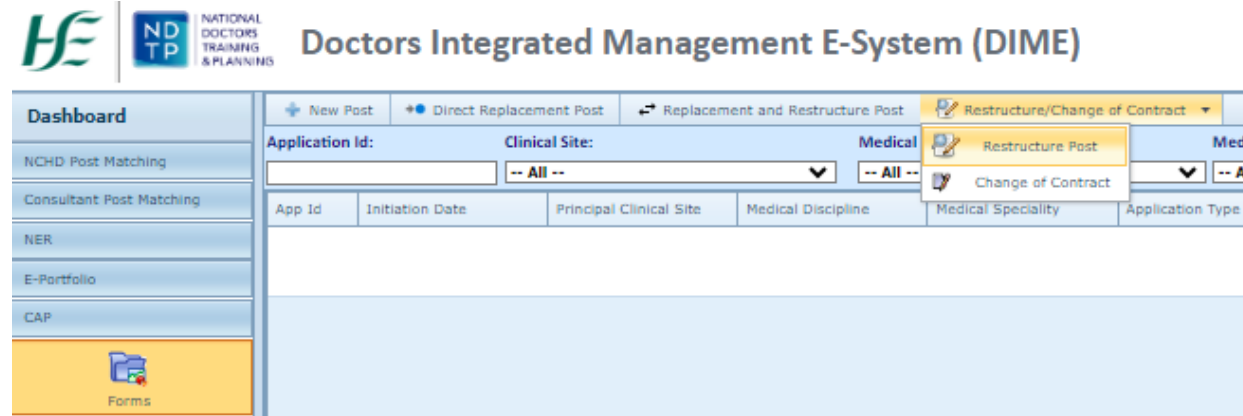 HE
NATIONAL
DOCTORS
TRAINING
& PLANNING
ND
TP
Doctors Integrated Management E-System (DIME)
Dashboard
New Post Direct Replacement Post Replacement and Restructure Post Restructure/Change of Contract
Restructure Post
Change of Contract
Application Id: Clinical Site: Medical Med
-- All -- -- All -- -- A
App Id Initiation Date Principal Clinical Site Medical Discipline Medical Speciality Application Type
NCHD Post Matching
Consultant Post Matching
NER
E-Portfolio
CAP
Forms